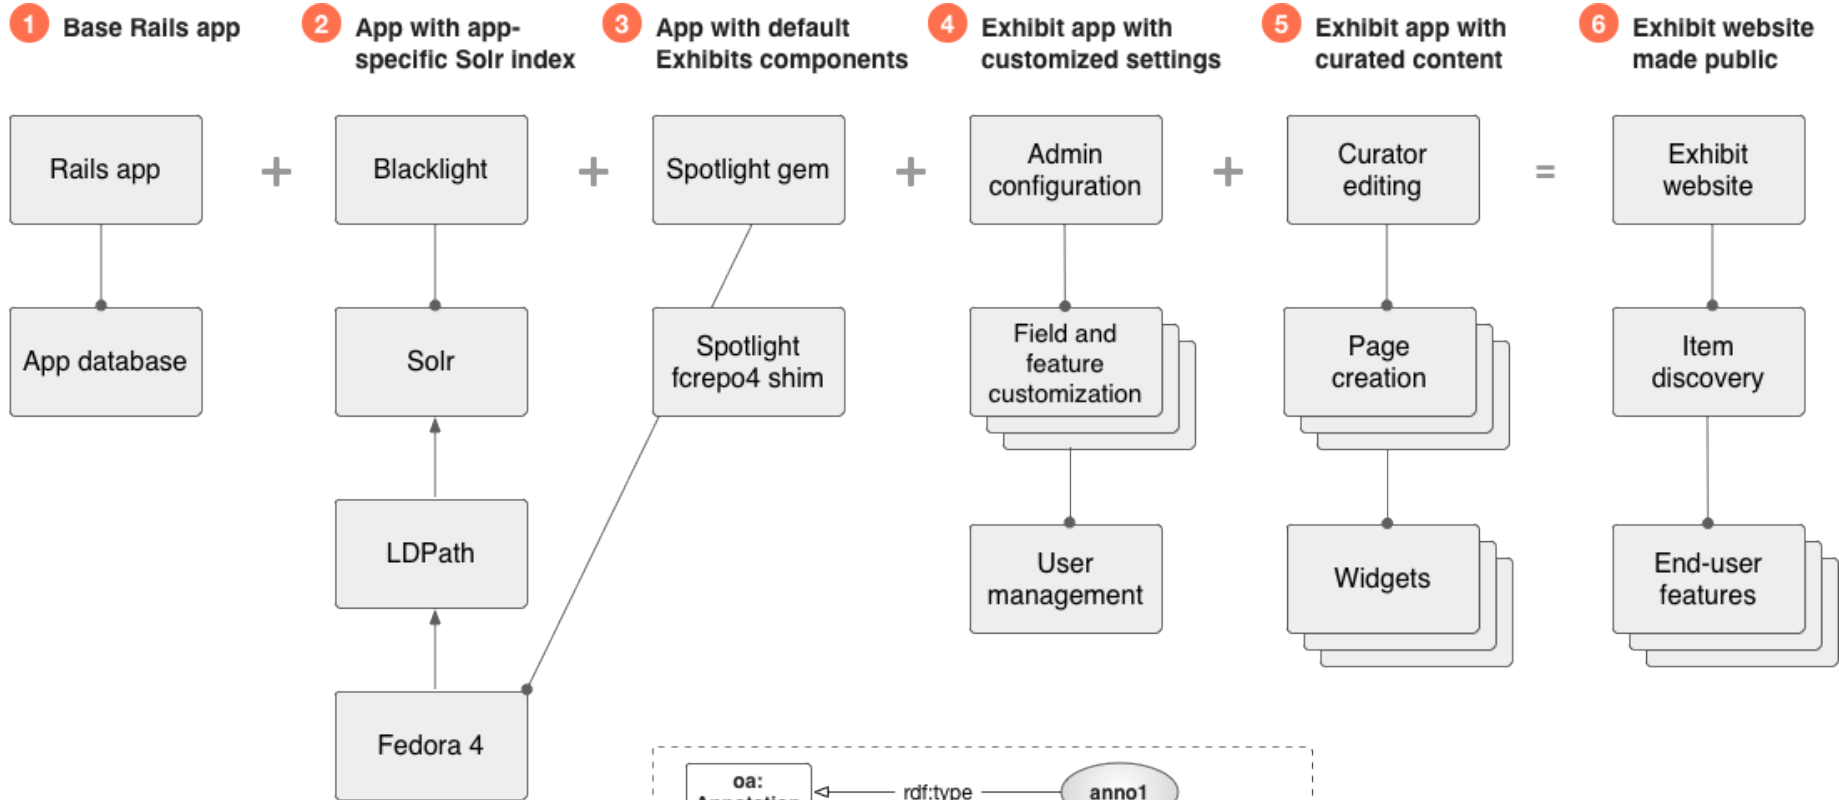 1 Base Rails app
2 App with app-
specific Solr index
3 App with default
Exhibits components
4 Exhibit app with
customized settings
5 Exhibit app with
curated content
6 Exhibit website
made public
Rails app
+
Blacklight
+
Spotlight gem
+
Admin
configuration
+
Curator
editing
=
Exhibit
website
App database
Solr
Spotlight
fcrepo4 shim
Field and
feature
customization
Page
creation
Item
discovery
LDPath
User
management
Widgets
End-user
features
Fedora 4
oa:
Annotation
rdf:type
anno1